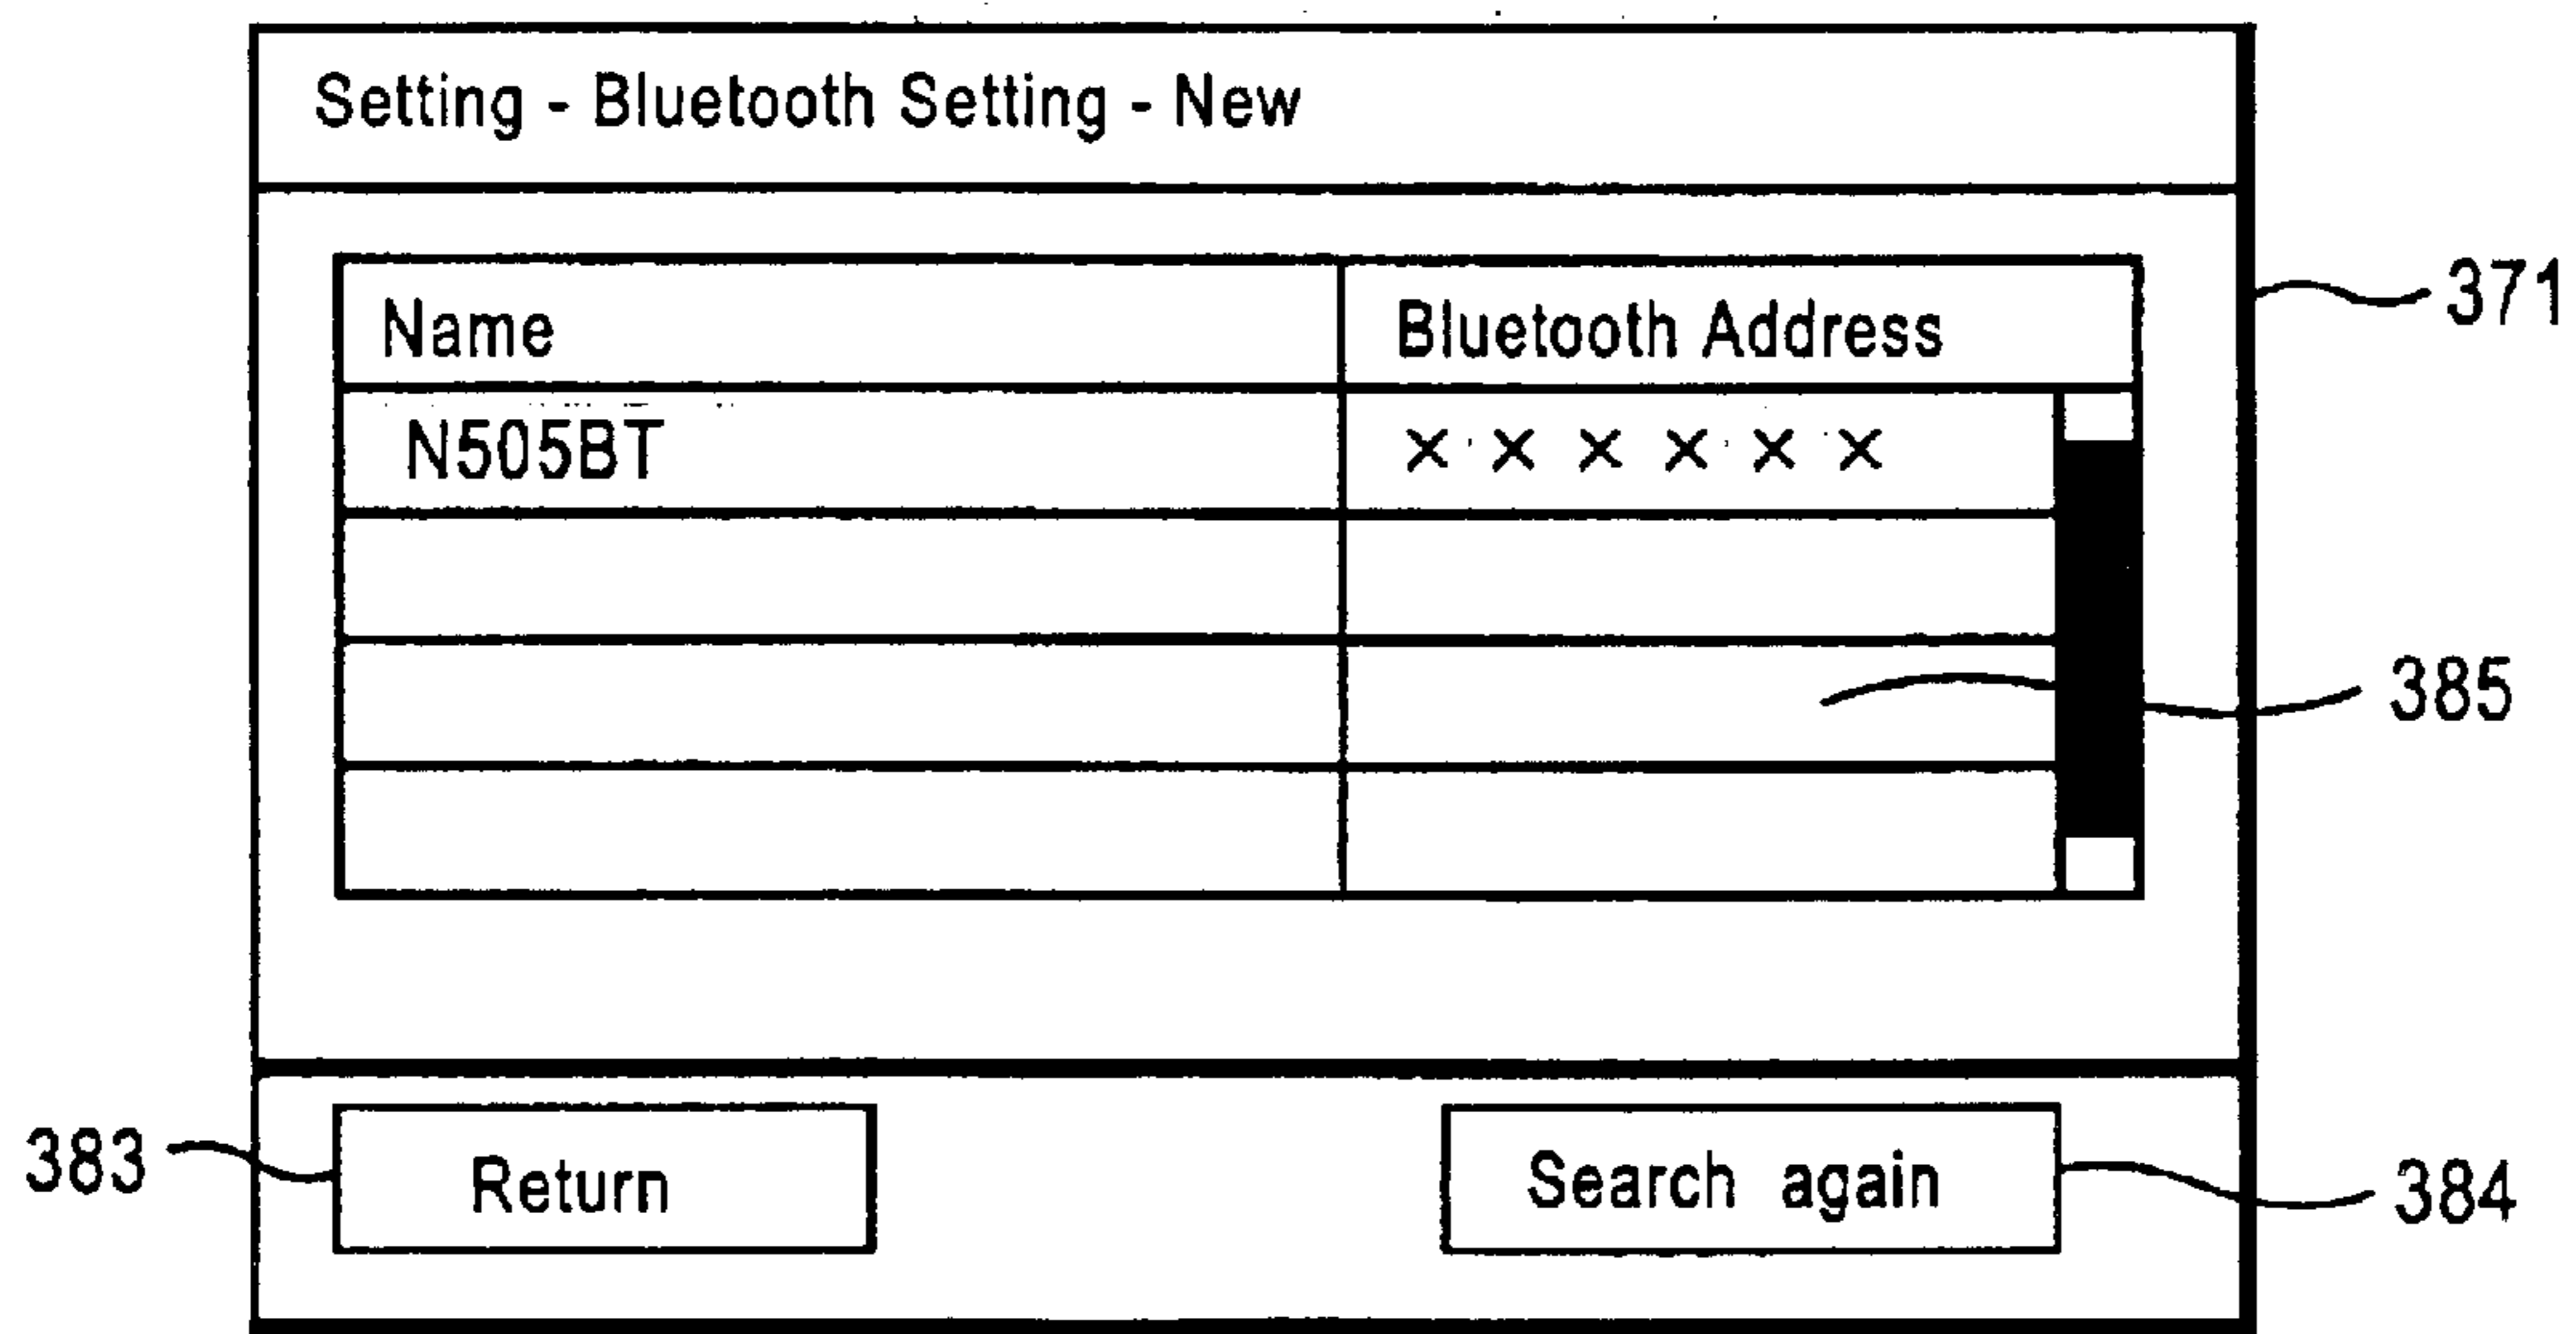 Setting - Bluetooth Setting - New
Name Bluetooth Address
371
N505BT × × × × × ×
385
383 Return Search again 384